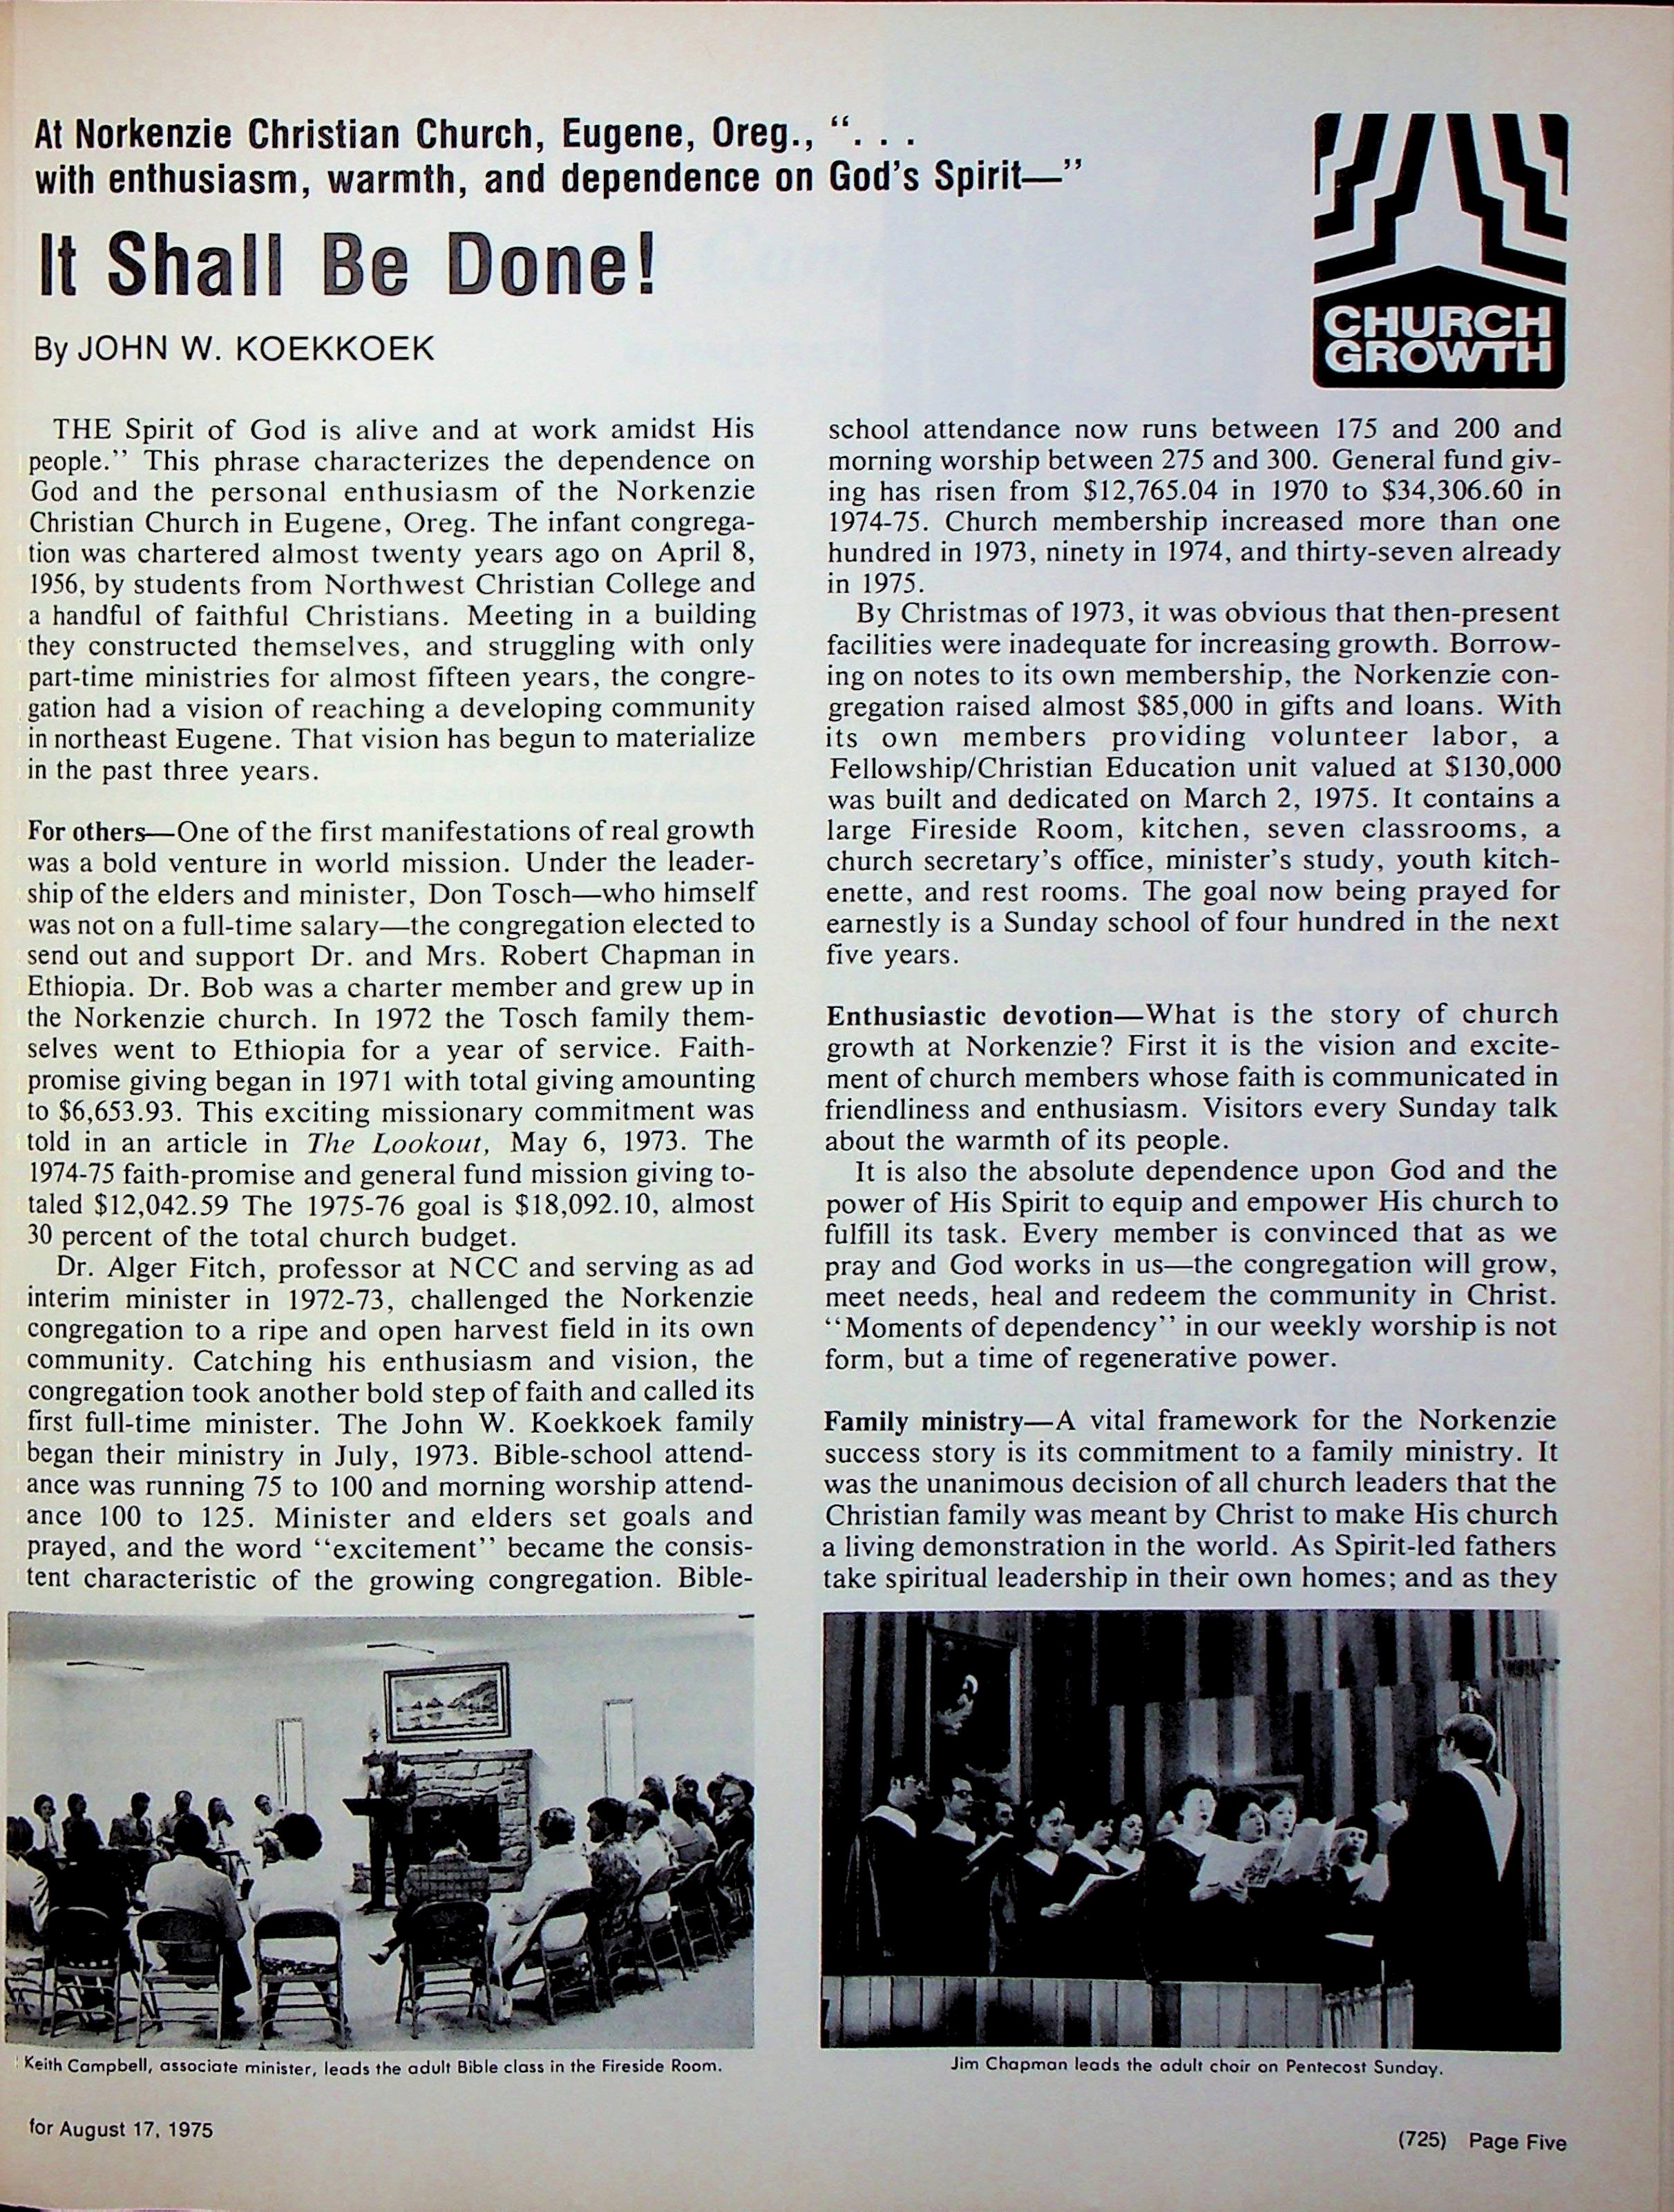 At Norkenzie Christian Church, Eugene, Oreg., “. . .
with enthusiasm, warmth, and dependence on God’s Spirit—”
It Shall Be Done!
By JOHN W. KOEKKOEK
CHURCH
GROWTH
THE Spirit of God is alive and at work amidst His
people.” This phrase characterizes the dependence on
God and the personal enthusiasm of the Norkenzie
Christian Church in Eugene, Oreg. The infant congrega-
tion was chartered almost twenty years ago on April 8,
1956, by students from Northwest Christian College and
a handful of faithful Christians. Meeting in a building
they constructed themselves, and struggling with only
part-time ministries for almost fifteen years, the congre-
gation had a vision of reaching a developing community
in northeast Eugene. That vision has begun to materialize
in the past three years.
For others—One of the first manifestations of real growth
was a bold venture in world mission. Under the leader-
ship of the elders and minister, Don Tosch—who himself
was not on a full-time salary—the congregation elected to
send out and support Dr. and Mrs. Robert Chapman in
Ethiopia. Dr. Bob was a charter member and grew up in
the Norkenzie church. In 1972 the Tosch family them-
selves went to Ethiopia for a year of service. Faith-
promise giving began in 1971 with total giving amounting
to $6,653.93. This exciting missionary commitment was
told in an article in The Lookout, May 6, 1973. The
1974-75 faith-promise and general fund mission giving to-
taled $12,042.59 The 1975-76 goal is $18,092.10, almost
30 percent of the total church budget.
Dr. Alger Fitch, professor at NCC and serving as ad
interim minister in 1972-73, challenged the Norkenzie
congregation to a ripe and open harvest field in its own
community. Catching his enthusiasm and vision, the
congregation took another bold step of faith and called its
first full-time minister. The John W. Koekkoek family
began their ministry in July, 1973. Bible-school attend-
ance was running 75 to 100 and morning worship attend-
ance 100 to 125. Minister and elders set goals and
prayed, and the word “excitement” became the consis-
tent characteristic of the growing congregation. Bible-
school attendance now runs between 175 and 200 and
morning worship between 275 and 300. General fund giv-
ing has risen from $12,765.04 in 1970 to $34,306.60 in
1974-75. Church membership increased more than one
hundred in 1973, ninety in 1974, and thirty-seven already
in 1975.
By Christmas of 1973, it was obvious that then-present
facilities were inadequate for increasing growth. Borrow-
ing on notes to its own membership, the Norkenzie con-
gregation raised almost $85,000 in gifts and loans. With
its own members providing volunteer labor, a
Fellowship/Christian Education unit valued at $130,000
was built and dedicated on March 2, 1975. It contains a
large Fireside Room, kitchen, seven classrooms, a
church secretary’s office, minister’s study, youth kitch-
enette, and rest rooms. The goal now being prayed for
earnestly is a Sunday school of four hundred in the next
five years.
Enthusiastic devotion—What is the story of church
growth at Norkenzie? First it is the vision and excite-
ment of church members whose faith is communicated in
friendliness and enthusiasm. Visitors every Sunday talk
about the warmth of its people.
It is also the absolute dependence upon God and the
power of His Spirit to equip and empower His church to
fulfill its task. Every member is convinced that as we
pray and God works in us—the congregation will grow,
meet needs, heal and redeem the community in Christ.
“Moments of dependency” in our weekly worship is not
form, but a time of regenerative power.
Family ministry—A vital framework for the Norkenzie
success story is its commitment to a family ministry. It
was the unanimous decision of all church leaders that the
Christian family was meant by Christ to make His church
a living demonstration in the world. As Spirit-led fathers
take spiritual leadership in their own homes; and as they
Keith Campbell, associate minister, leads the adult Bible class in the Fireside Room.
Jim Chapman leads the adult choir on Pentecost Sunday.
for August 17, 1975
(725) Page Five